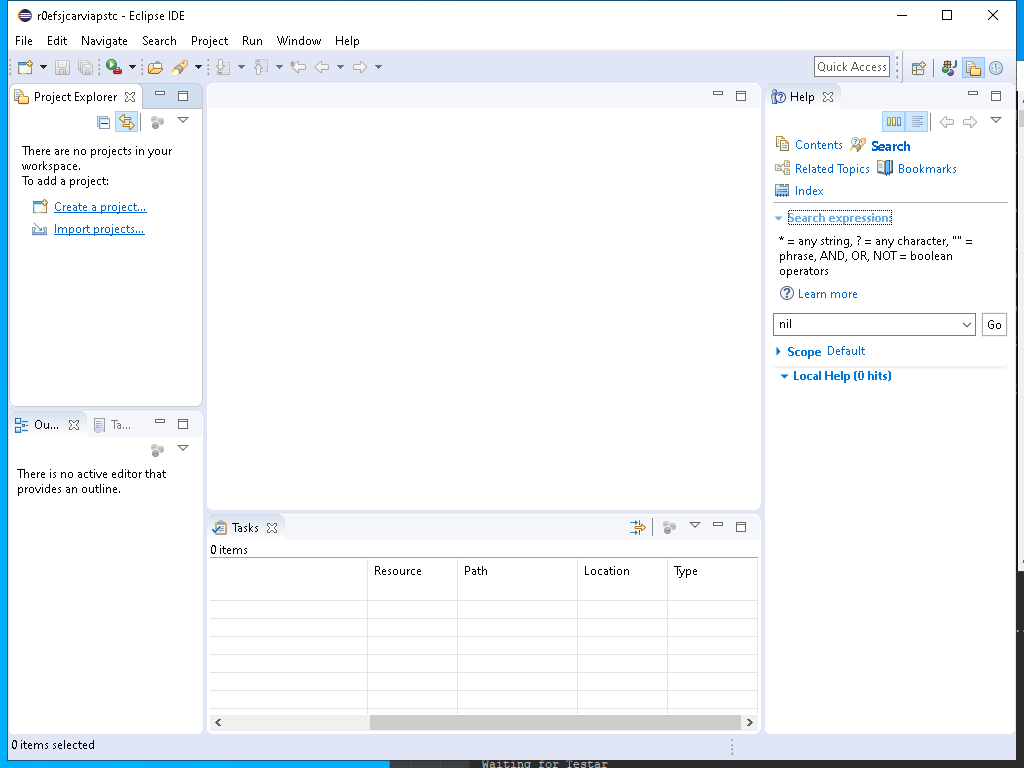 r0efsjcarviapstc - Eclipse IDE
File Edit Navigate Search Project Run Window Help
Quick Access
Project Explorer
There are no projects in your
workspace.
To add a project:
Create a project...
Import projects...
Ou...
Ta...
There is no active editor that
provides an outline.
Tasks
0 items
Resource Path Location Type
Help
Contents Search
Related Topics Bookmarks
Index
Search expression:
* = any string, ? = any character, "" =
phrase, AND, OR, NOT = boolean
operators
Learn more
nil
Go
Scope Default
Local Help (0 hits)
0 items selected
Waiting for Testar